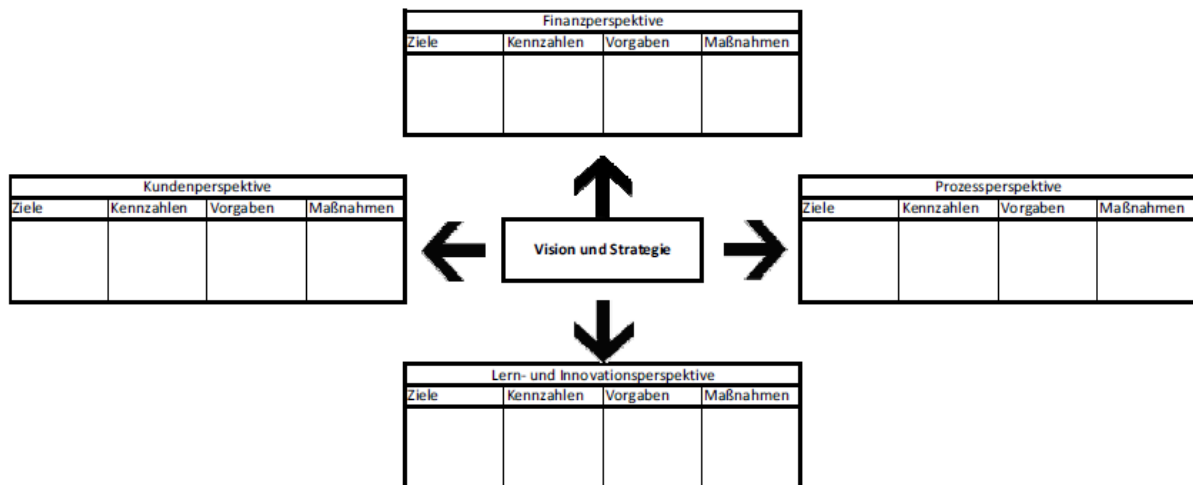 Finanzperspektive
Ziele Kennzahlen Vorgaben Maßnahmen
Kundenperspektive
Ziele Kennzahlen Vorgaben Maßnahmen
Vision und Strategie
Prozessperspektive
Ziele Kennzahlen Vorgaben Maßnahmen
Lern- und Innovationsperspektive
Ziele Kennzahlen Vorgaben Maßnahmen